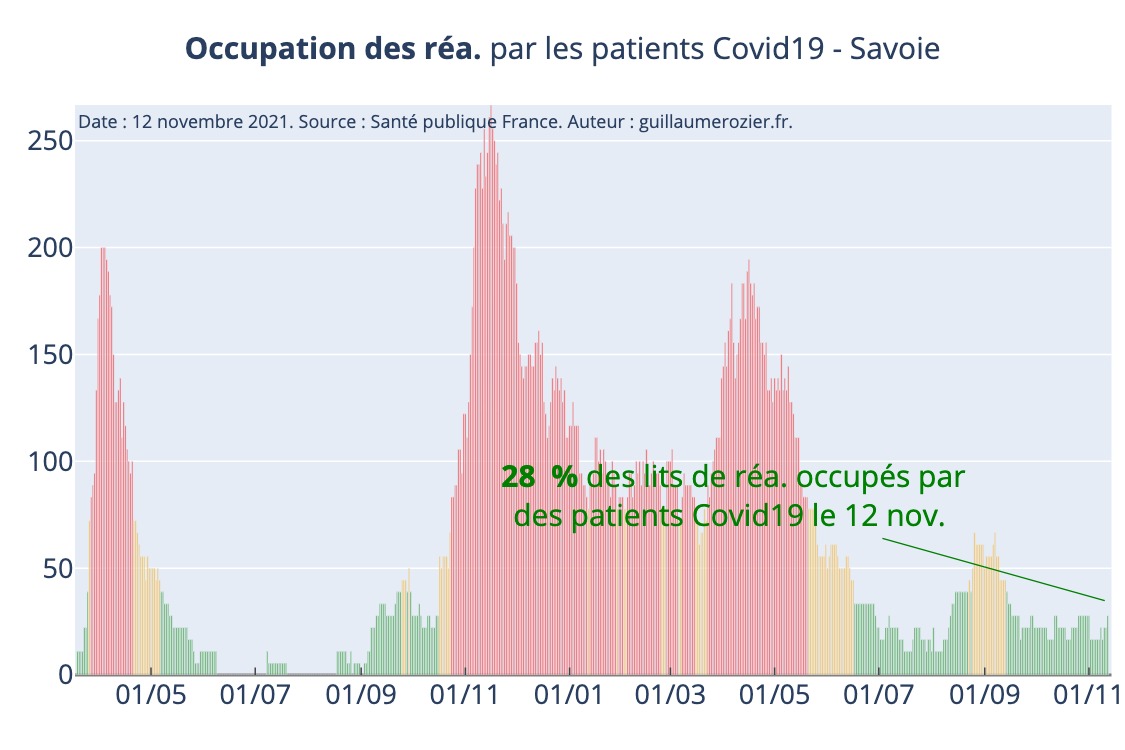 Occupation des réa. par les patients Covid19 - Savoie
Date : 12 novembre 2021. Source : Santé publique France. Auteur : guillaumerozier.fr.
250
200
150
100
50
0
28 % des lits de réa. occupés par
des patients Covid19 le 12 nov.
01/05 01/07 01/09 01/11 01/01 01/03 01/05 01/07 01/09 01/11